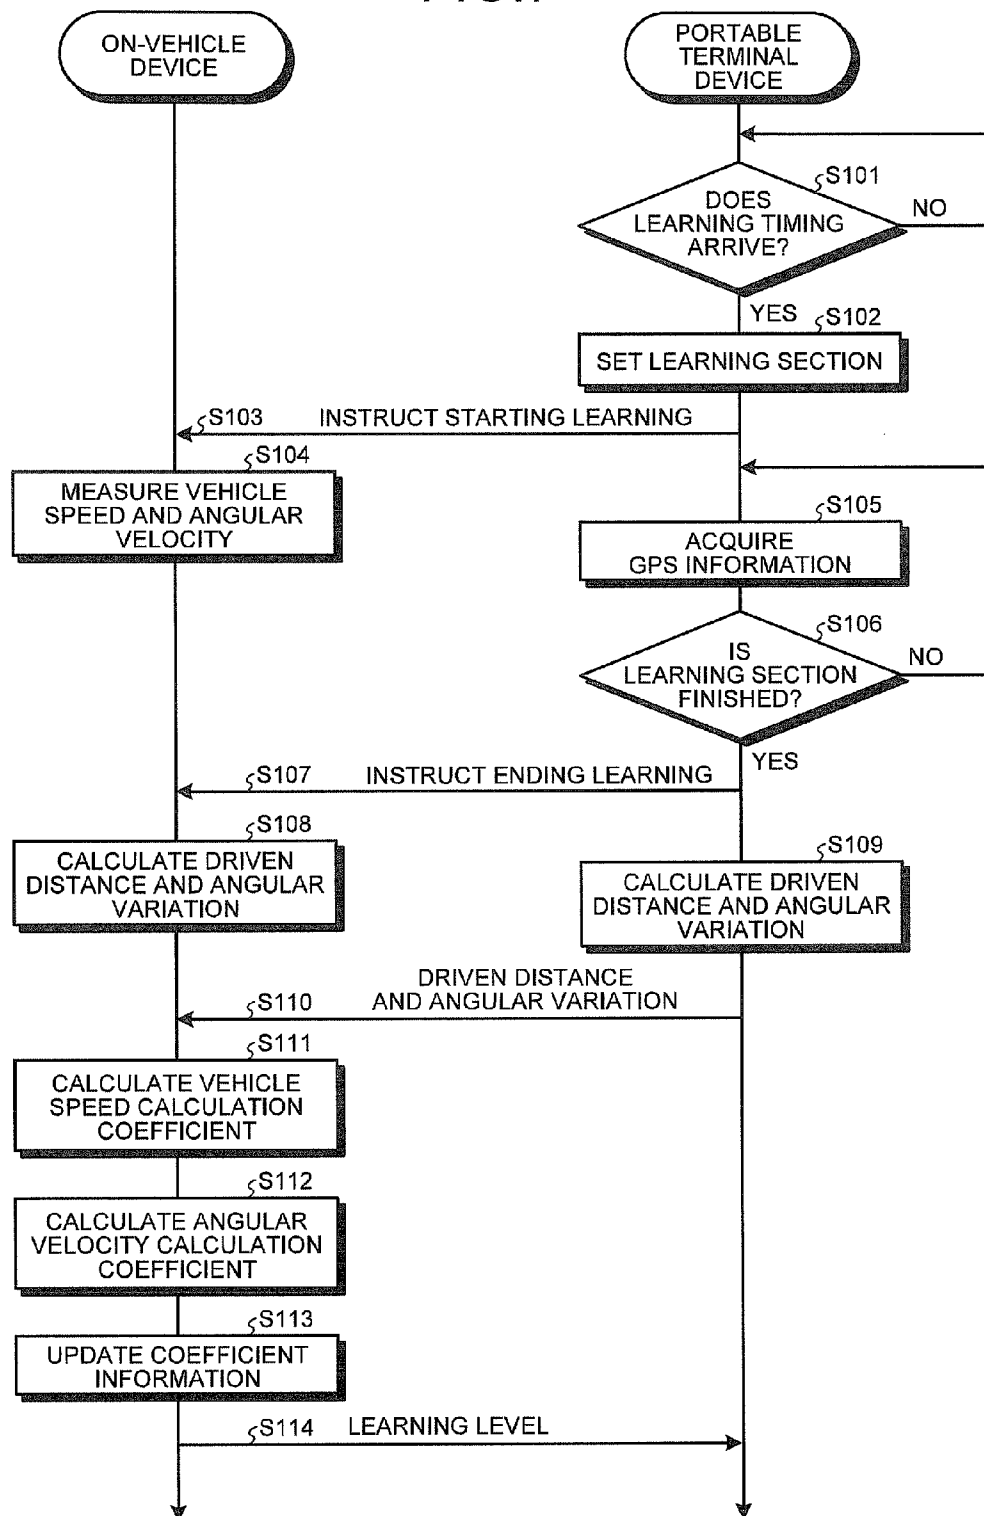 ON-VEHICLE
DEVICE
PORTABLE
TERMINAL
DEVICE
S101
DOES
LEARNING TIMING
ARRIVE?
NO
YES
S102
SET LEARNING SECTION
S103
INSTRUCT STARTING LEARNING
S104
MEASURE VEHICLE
SPEED AND ANGULAR
VELOCITY
S105
ACQUIRE
GPS INFORMATION
S106
IS
LEARNING SECTION
FINISHED?
NO
YES
S107
INSTRUCT ENDING LEARNING
S108
CALCULATE DRIVEN
DISTANCE AND ANGULAR
VARIATION
S109
CALCULATE DRIVEN
DISTANCE AND ANGULAR
VARIATION
DRIVEN DISTANCE
AND ANGULAR VARIATION
S110
S111
CALCULATE VEHICLE
SPEED CALCULATION
COEFFICIENT
S112
CALCULATE ANGULAR
VELOCITY CALCULATION
COEFFICIENT
S113
UPDATE COEFFICIENT
INFORMATION
S114
LEARNING LEVEL